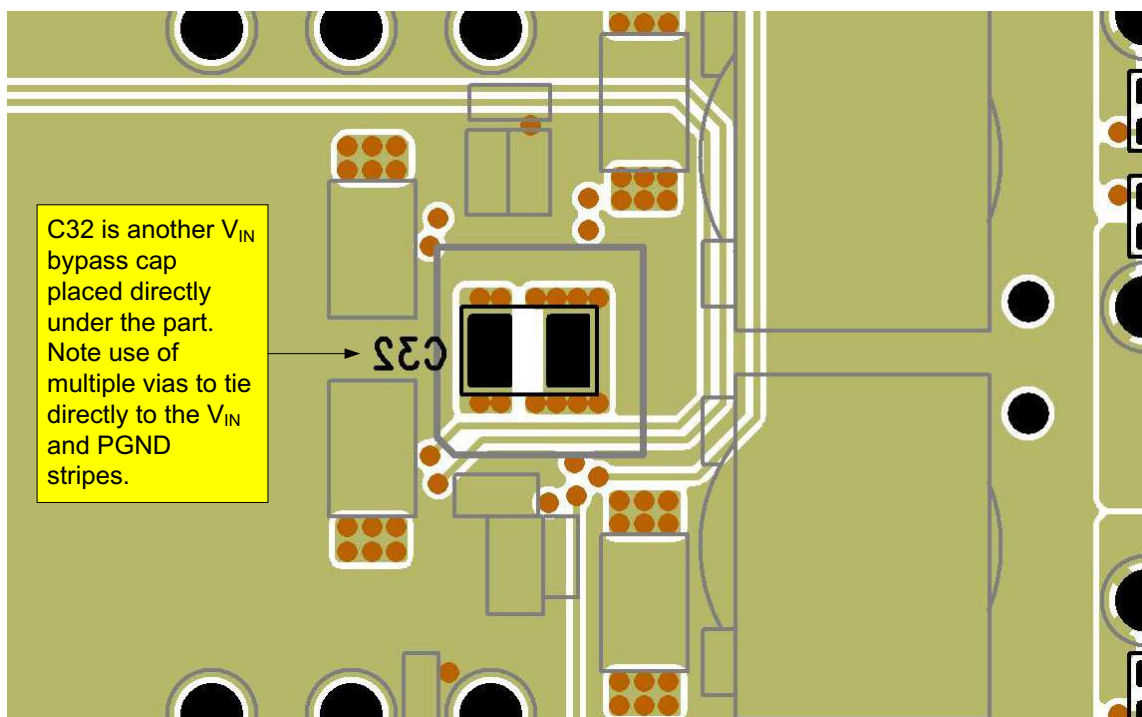 C32 is another VIN
bypass cap
placed directly
under the part.
Note use of
multiple vias to tie
directly to the VIN
and PGND
stripes.
C32